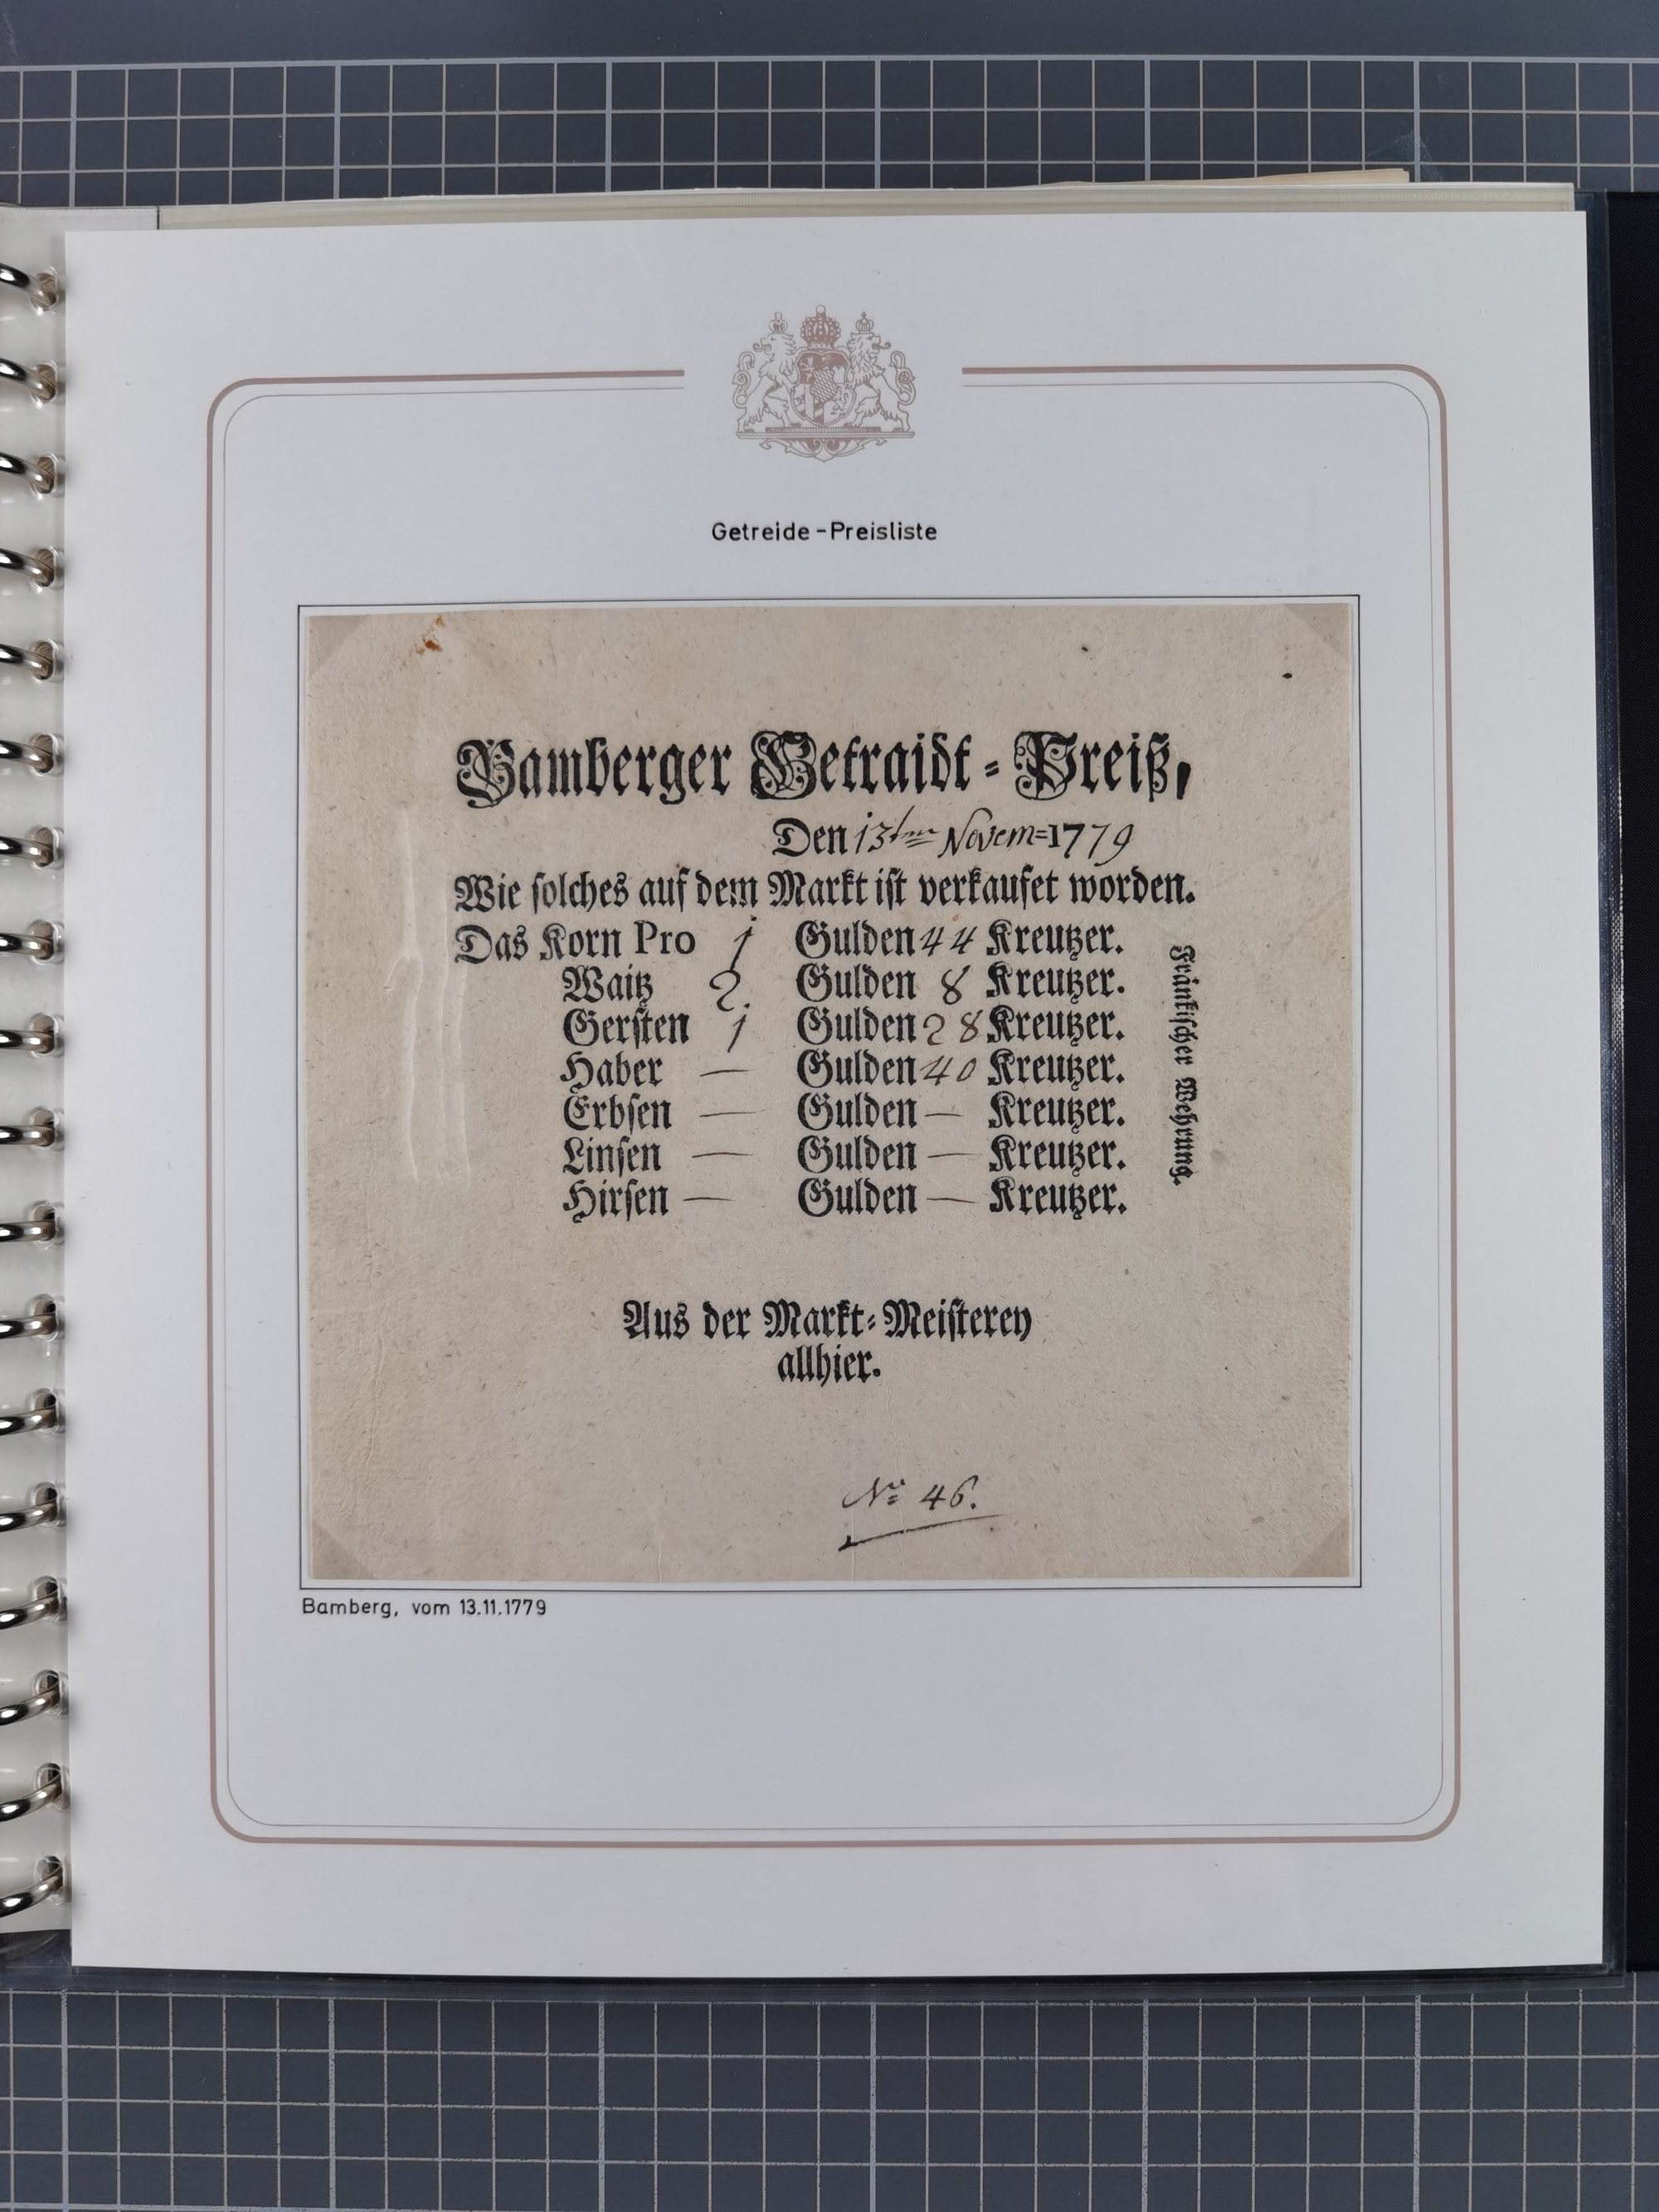 Getreide-Preisliste
Bamberger Getraidt-Preiß,
Den 13ten Novem=1779
Wie solches auf dem Markt ist verkaufet worden.
Das Korn Pro 1 Gulden 44 Kreutzer.
Waitz 2. Gulden 8 Kreutzer.
Gersten 1 Gulden 28 Kreutzer.
Haber — Gulden 40 Kreutzer.
Erbsen — Gulden — Kreutzer.
Linsen — Gulden — Kreutzer.
Hirsen — Gulden — Kreutzer.
Fränkischer Wehrung.
Aus der Markt-Meisterey
allhier.
No 46.
Bamberg, vom 13.11.1779